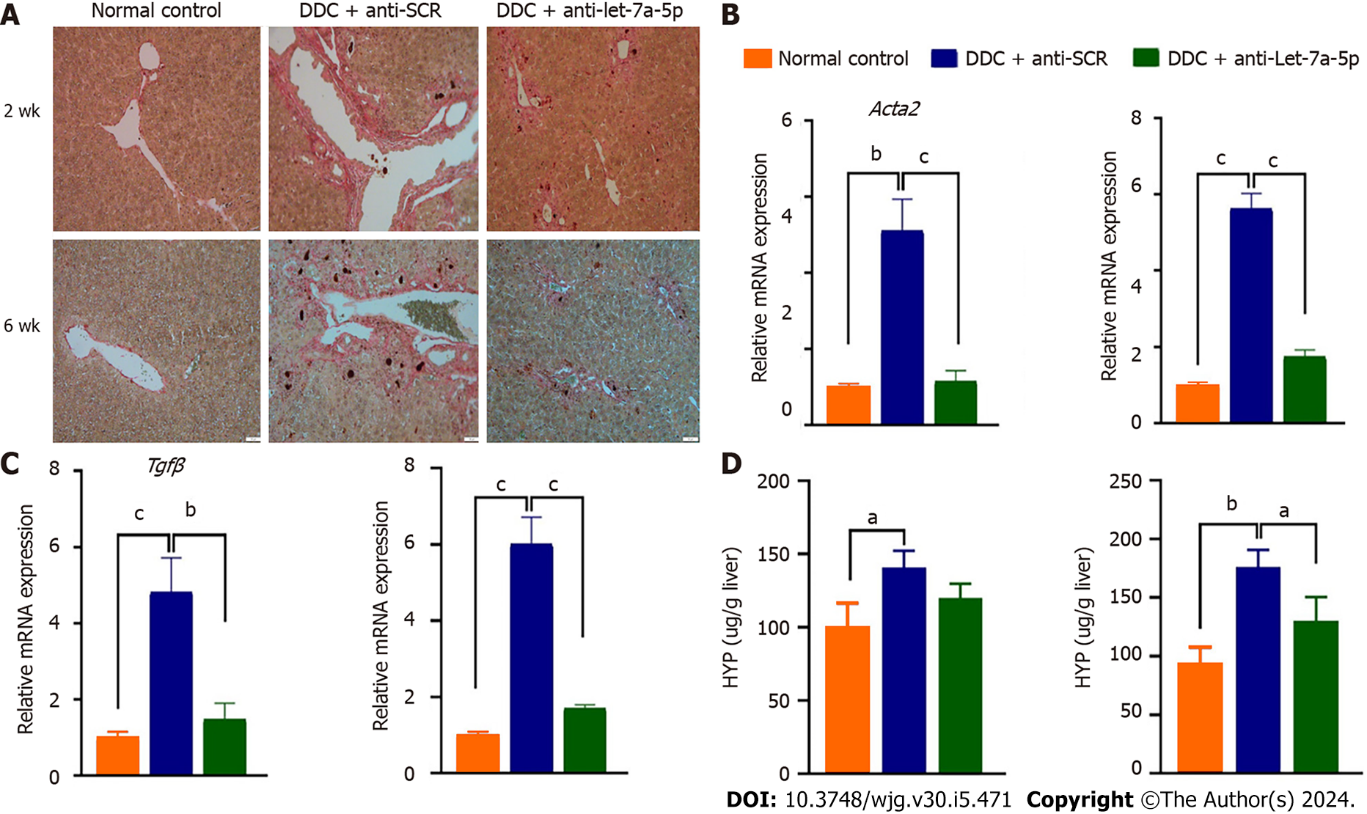 A
Normal control
DDC + anti-SCR
DDC + anti-let-7a-5p
2 wk
6 wk
B
Normal control
DDC + anti-SCR
DDC + anti-Let-7a-5p
Acta2
Relative mRNA expression
6
4
2
0
b
c
Relative mRNA expression
8
6
4
2
0
c
c
C
Tgfβ
Relative mRNA expression
8
6
4
2
0
c
b
Relative mRNA expression
8
6
4
2
0
c
c
D
HYP (ug/g liver)
200
150
100
50
0
a
HYP (ug/g liver)
250
200
150
100
50
0
b
a
DOI: 10.3748/wjg.v30.i5.471 Copyright ©The Author(s) 2024.